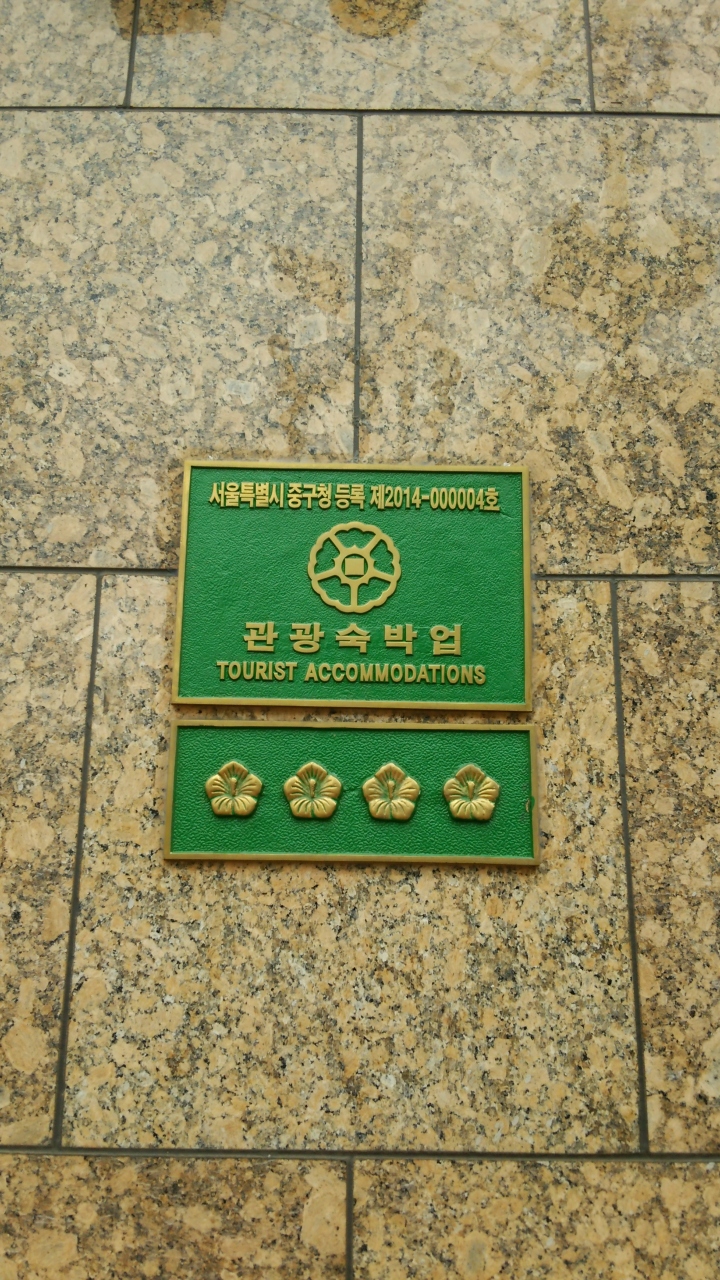 서울특별시 중구청 등록 제2014-000004호
관광숙박업
TOURIST ACCOMMODATIONS